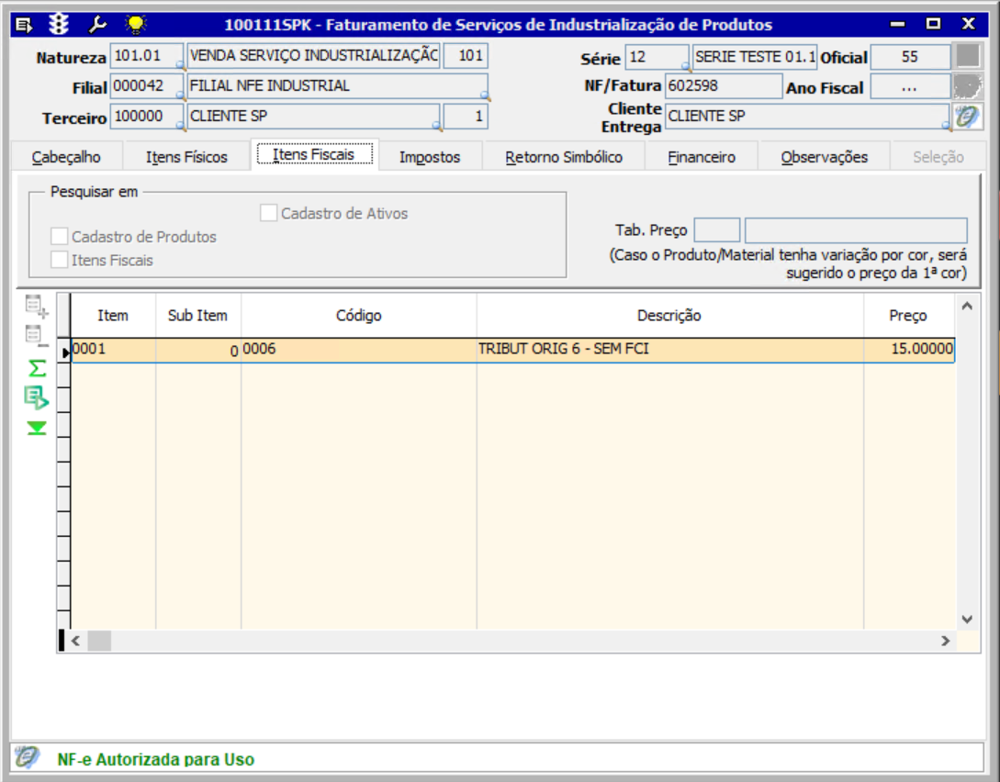 100111SPK - Faturamento de Serviços de Industrialização de Produtos
Natureza 101.01 VENDA SERVIÇO INDUSTRIALIZAÇÃO 101 Série 12 SERIE TESTE 01.1 Oficial 55
Filial 000042 FILIAL NFE INDUSTRIAL NF/Fatura 602598 Ano Fiscal ...
Terceiro 100000 CLIENTE SP 1 Cliente Entrega CLIENTE SP
Cabeçalho Itens Físicos Itens Fiscais Impostos Retorno Simbólico Financeiro Observações Seleção
Pesquisar em
Cadastro de Ativos
Cadastro de Produtos
Itens Fiscais
Tab. Preço
(Caso o Produto/Material tenha variação por cor, será
sugerido o preço da 1ª cor)
Item Sub Item Código Descrição Preço
0001 0 0006 TRIBUT ORIG 6 - SEM FCI 15.00000
NF-e Autorizada para Uso